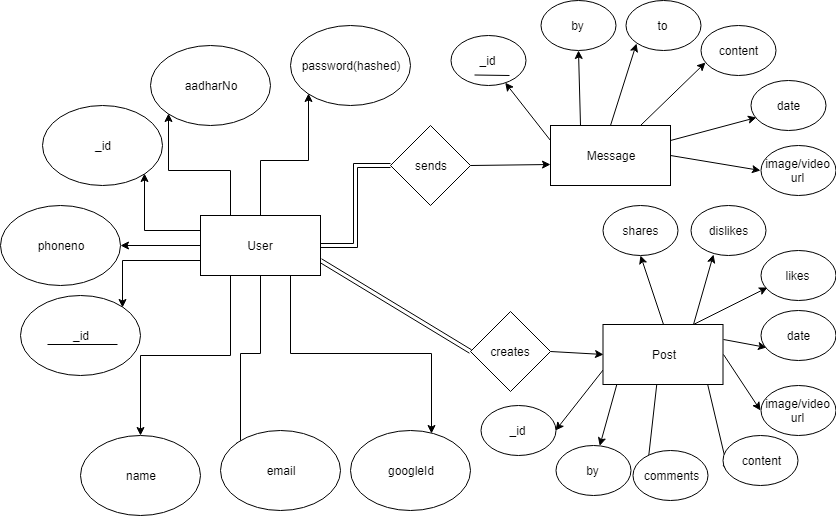 by
to
content
_id
password(hashed)
aadharNo
date
_id
Message
sends
image/video
url
phoneno
User
shares
dislikes
likes
_id
date
creates
Post
image/video
url
_id
by
comments
content
name
email
googleId